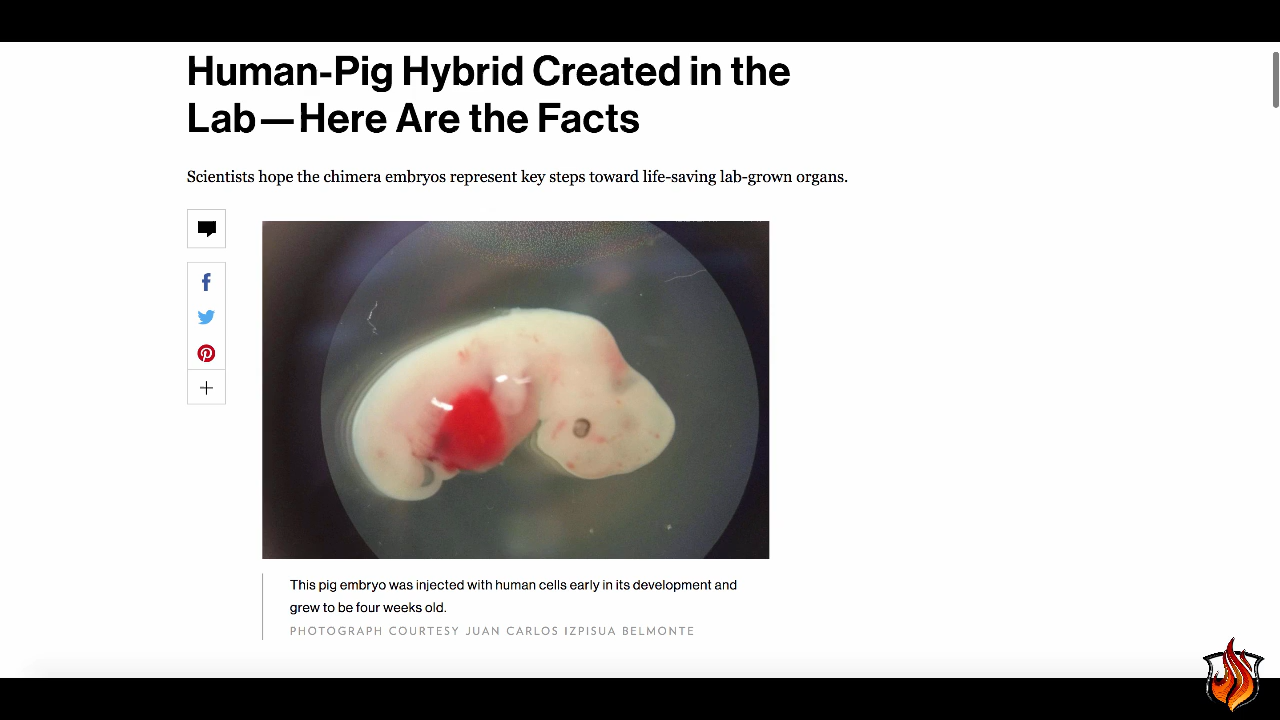 Human-Pig Hybrid Created in the
Lab—Here Are the Facts
Scientists hope the chimera embryos represent key steps toward life-saving lab-grown organs.
This pig embryo was injected with human cells early in its development and
grew to be four weeks old.
PHOTOGRAPH COURTESY JUAN CARLOS IZPISUA BELMONTE